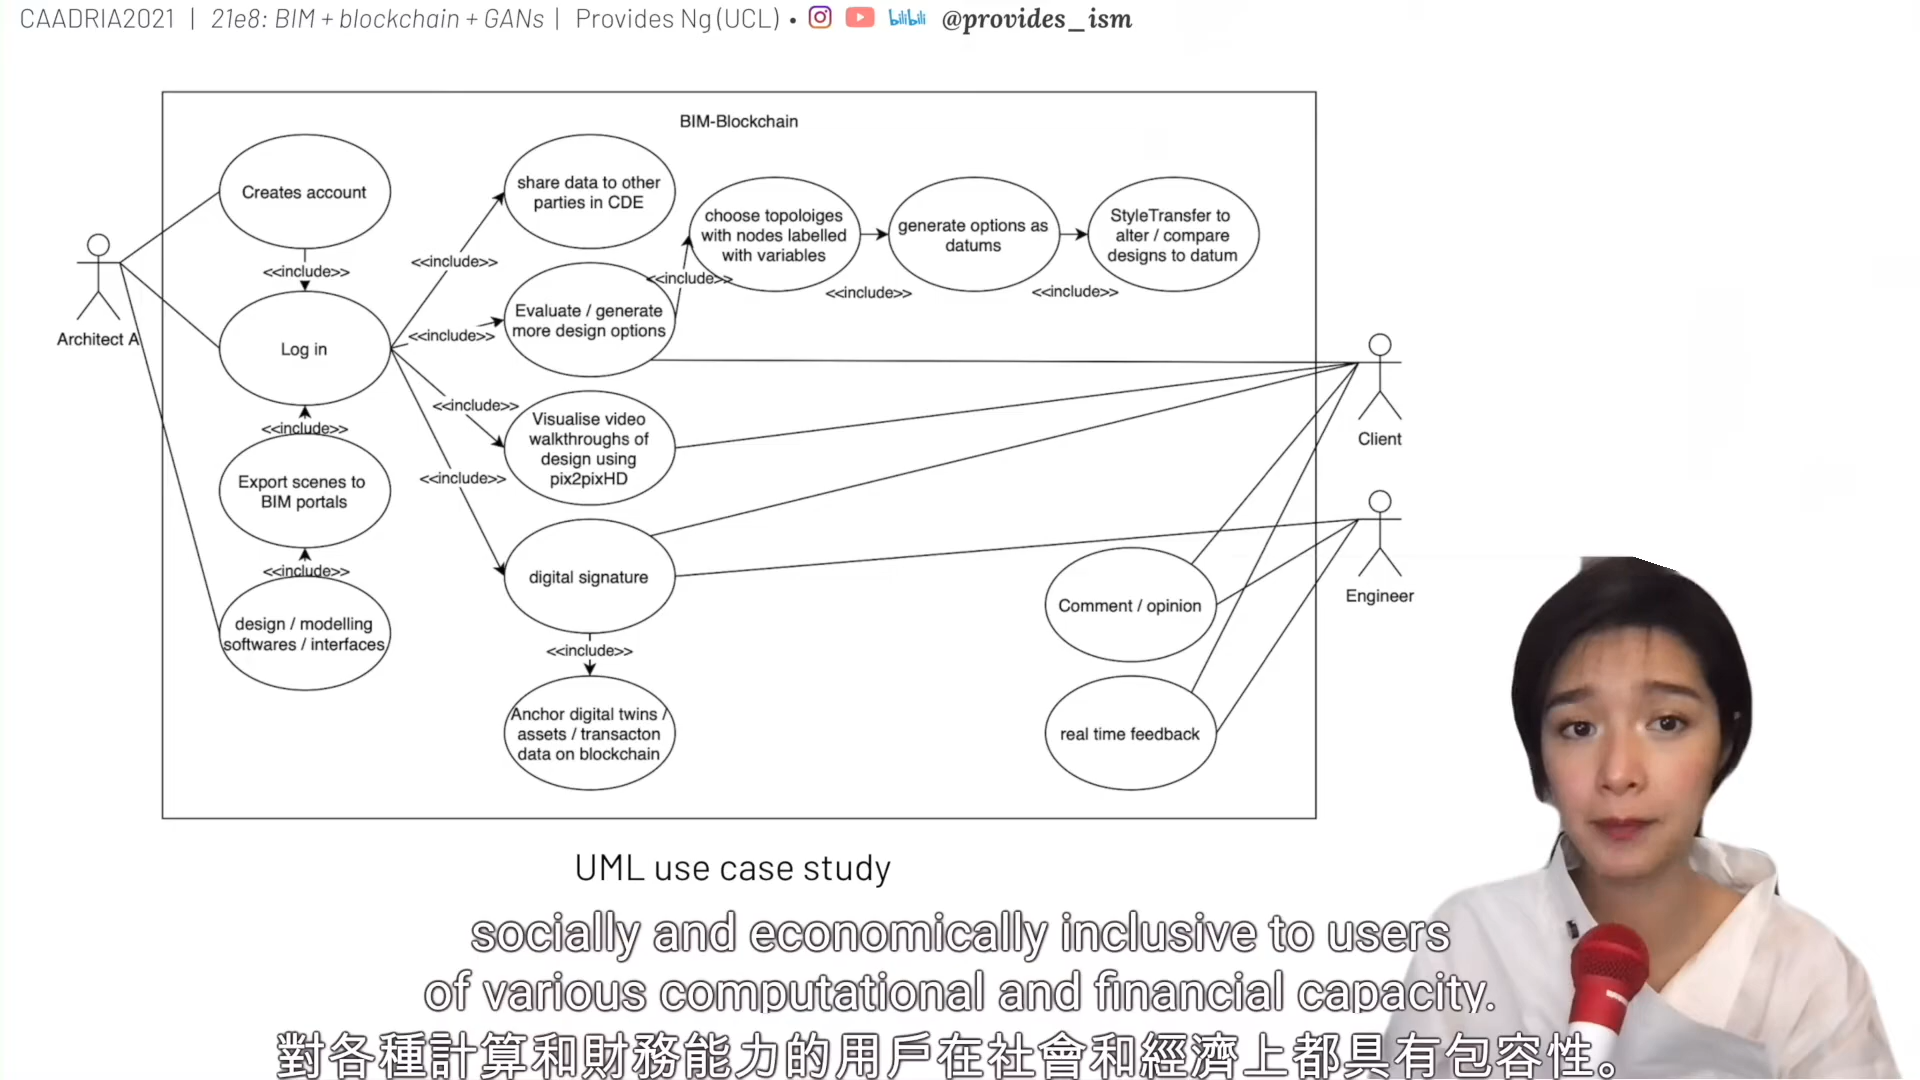 CAADRIA2021 | 21e8: BIM + blockchain + GANs | Provides Ng (UCL) • bilibili @provides_ism
BIM-Blockchain
Creates account
<<include>>
Log in
<<include>>
Export scenes to
BIM portals
<<include>>
design / modelling
softwares / interfaces
Architect A
share data to other
parties in CDE
<<include>>
Evaluate / generate
more design options
<<include>>
Visualise video
walkthroughs of
design using
pix2pixHD
<<include>>
digital signature
<<include>>
<<include>>
Anchor digital twins /
assets / transacton
data on blockchain
<<include>>
choose topoloiges
with nodes labelled
with variables
<<include>>
generate options as
datums
<<include>>
StyleTransfer to
alter / compare
designs to datum
Client
Engineer
Comment / opinion
real time feedback
UML use case study
socially and economically inclusive to users
of various computational and financial capacity.
對各種計算和財務能力的用戶在社會和經濟上都具有包容性。